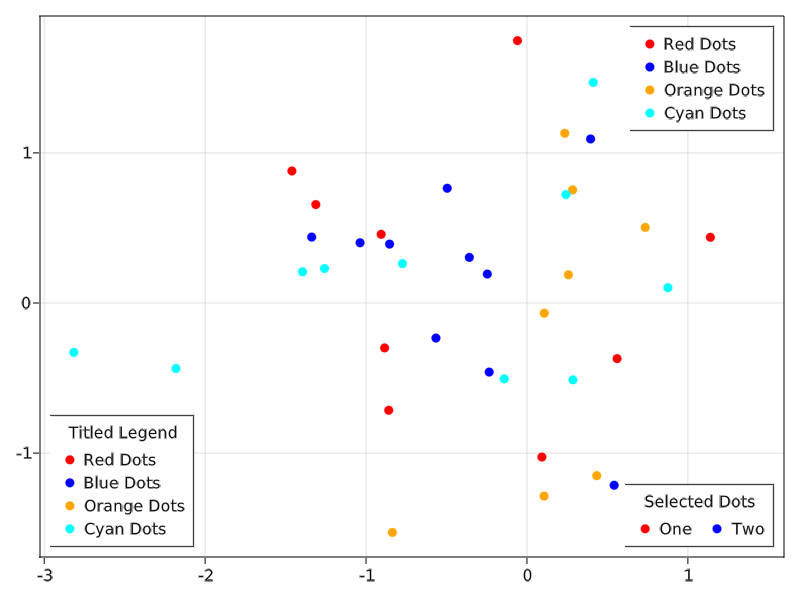 Red Dots
Blue Dots
Orange Dots
Cyan Dots
1
0
-1
Titled Legend
Red Dots
Blue Dots
Orange Dots
Cyan Dots
Selected Dots
One Two
-3 -2 -1 0 1